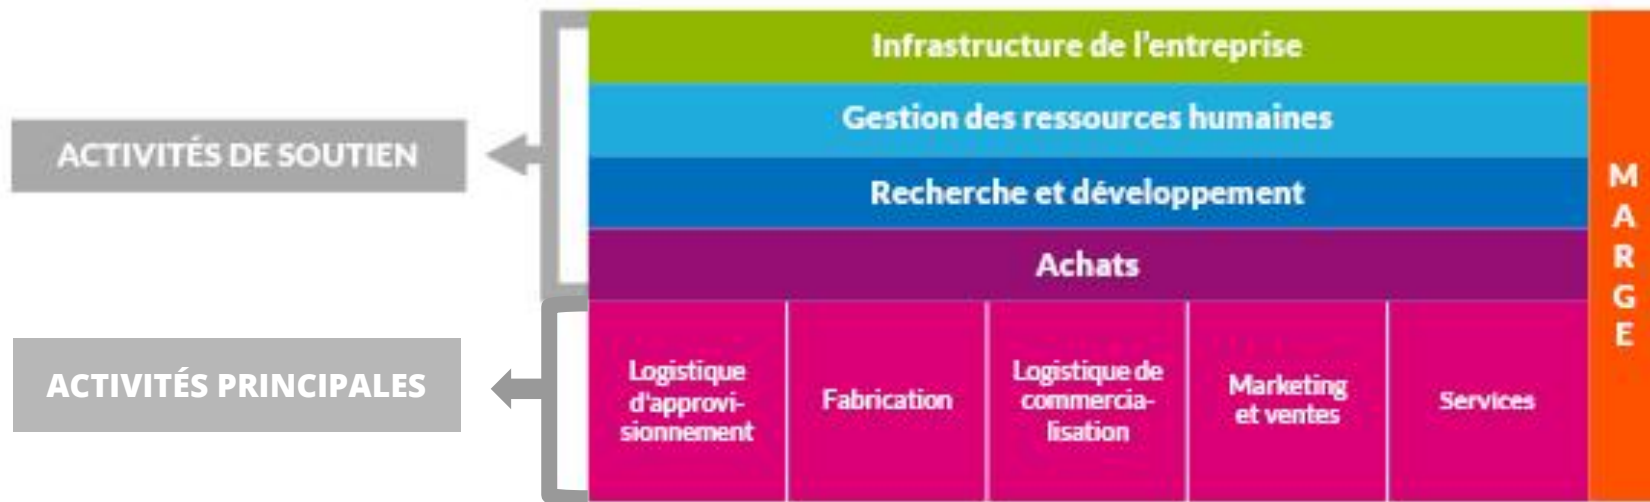 Infrastructure de l'entreprise
Gestion des ressources humaines
ACTIVITÉS DE SOUTIEN
Recherche et développement
Achats
MARGE
ACTIVITÉS PRINCIPALES
Logistique
d'approvi-
sionnement
Fabrication
Logistique de
commercia-
lisation
Marketing
et ventes
Services